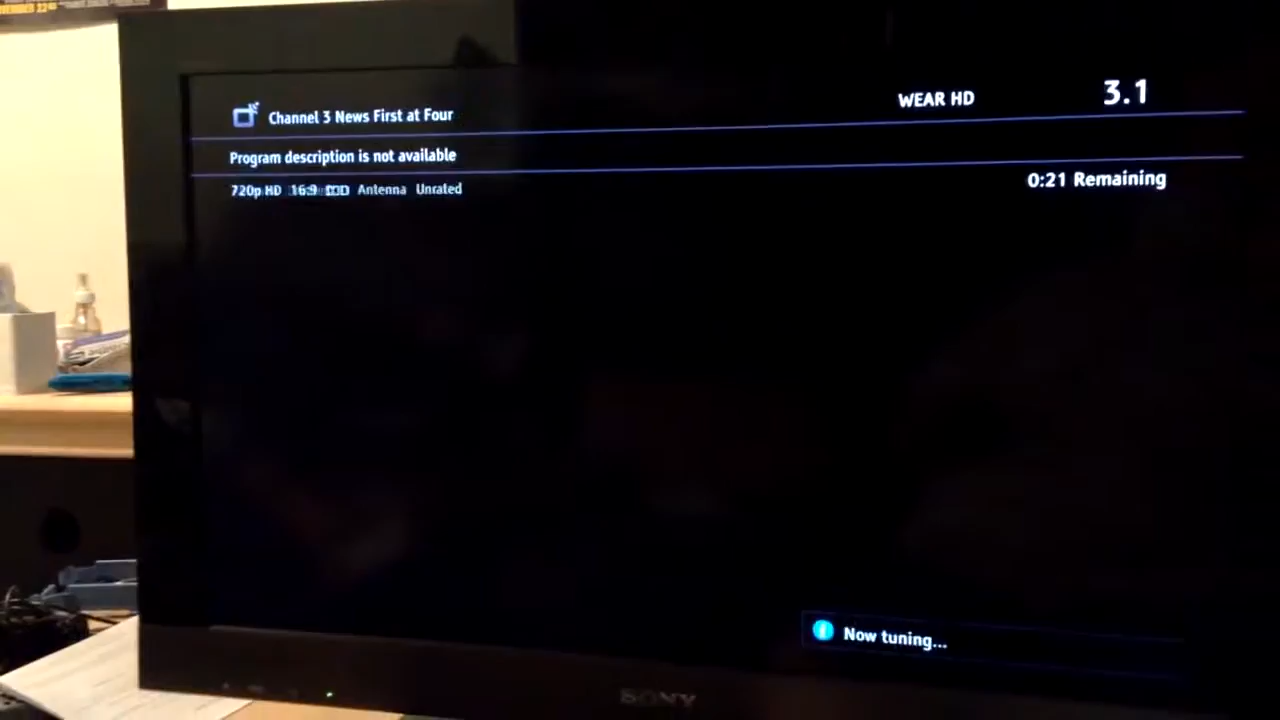 Channel 3 News First at Four
WEAR HD
3.1
Program description is not available
720p HD 16:9 Antenna Unrated
0:21 Remaining
Now tuning...
SONY